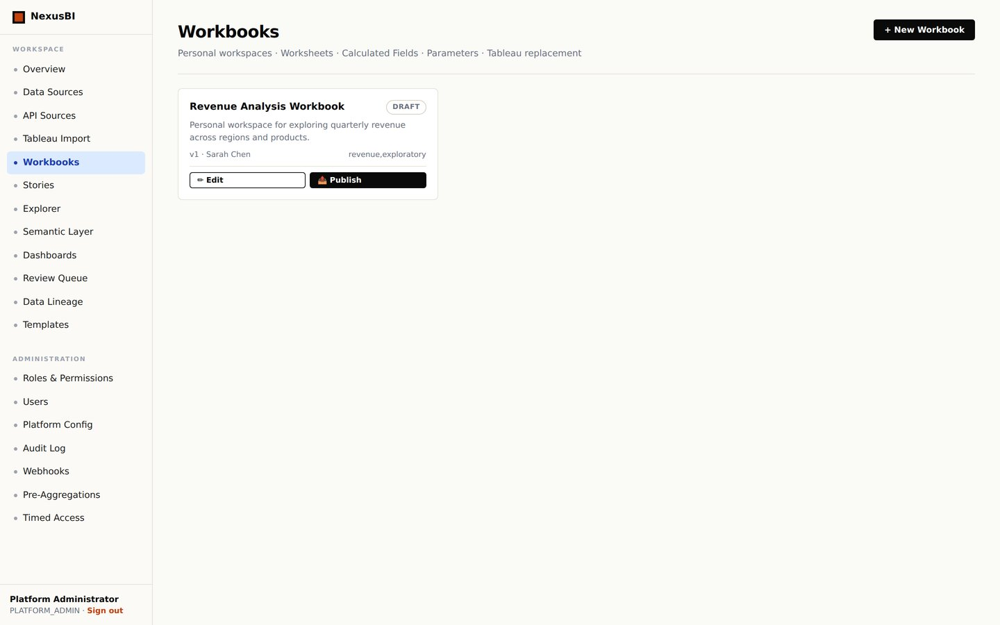 NexusBI
WORKSPACE
Overview
Data Sources
API Sources
Tableau Import
Workbooks
Stories
Explorer
Semantic Layer
Dashboards
Review Queue
Data Lineage
Templates
ADMINISTRATION
Roles & Permissions
Users
Platform Config
Audit Log
Webhooks
Pre-Aggregations
Timed Access
Platform Administrator
PLATFORM_ADMIN · Sign out
Workbooks
+ New Workbook
Personal workspaces · Worksheets · Calculated Fields · Parameters · Tableau replacement
Revenue Analysis Workbook
DRAFT
Personal workspace for exploring quarterly revenue
across regions and products.
v1 · Sarah Chen
revenue,exploratory
✏ Edit
📤 Publish